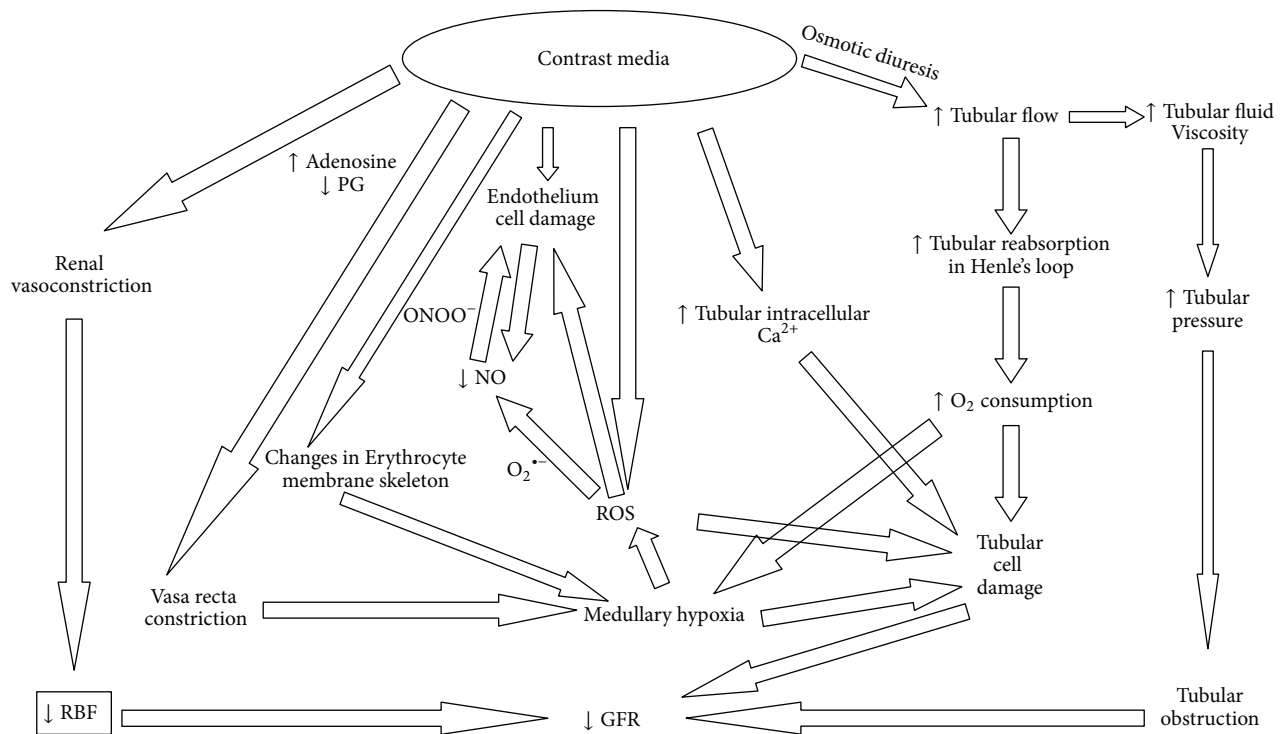 Contrast media
Osmotic diuresis
↑ Tubular flow
↑ Tubular fluid
Viscosity
↑ Adenosine
↓ PG
Endothelium
cell damage
Renal
vasoconstriction
↑ Tubular reabsorption
in Henle's loop
ONOO⁻
↑ Tubular intracellular
Ca²⁺
↑ Tubular
pressure
↓ NO
↑ O₂ consumption
Changes in Erythrocyte
membrane skeleton
O₂•⁻
ROS
Tubular
cell
damage
Vasa recta
constriction
Medullary hypoxia
↓ RBF
↓ GFR
Tubular
obstruction